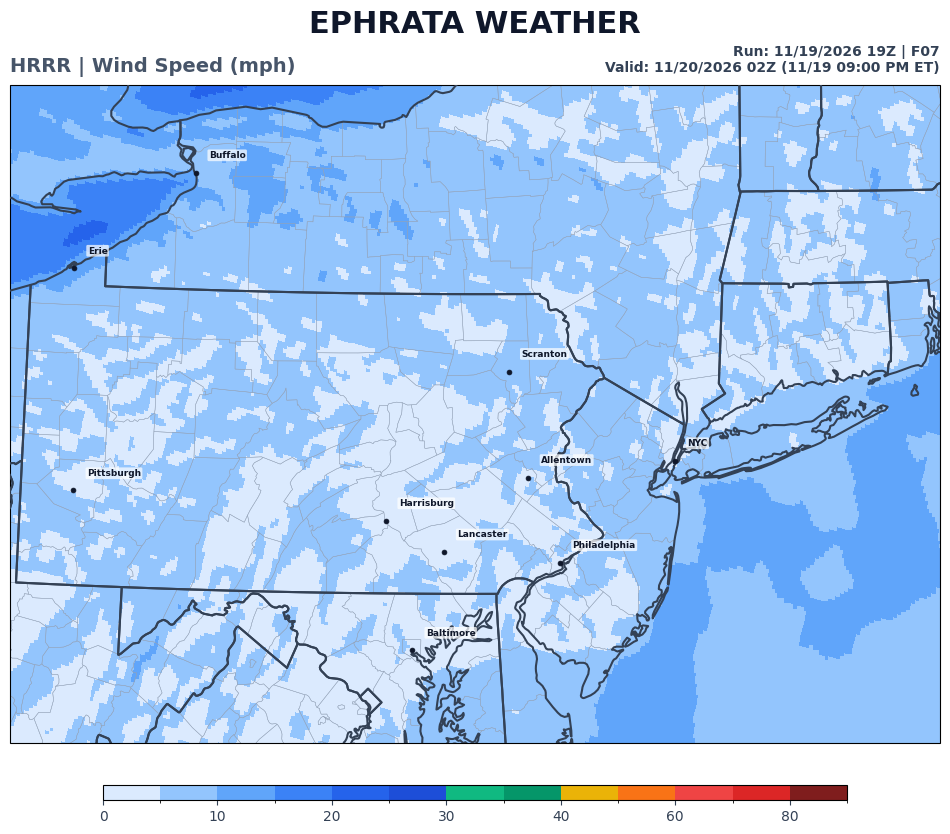 EPHRATA WEATHER
HRRR | Wind Speed (mph)
Run: 11/19/2026 19Z | F07
Valid: 11/20/2026 02Z (11/19 09:00 PM ET)
Buffalo
Erie
Scranton
NYC
Allentown
Pittsburgh
Harrisburg
Lancaster
Philadelphia
Baltimore
0 10 20 30 40 60 80